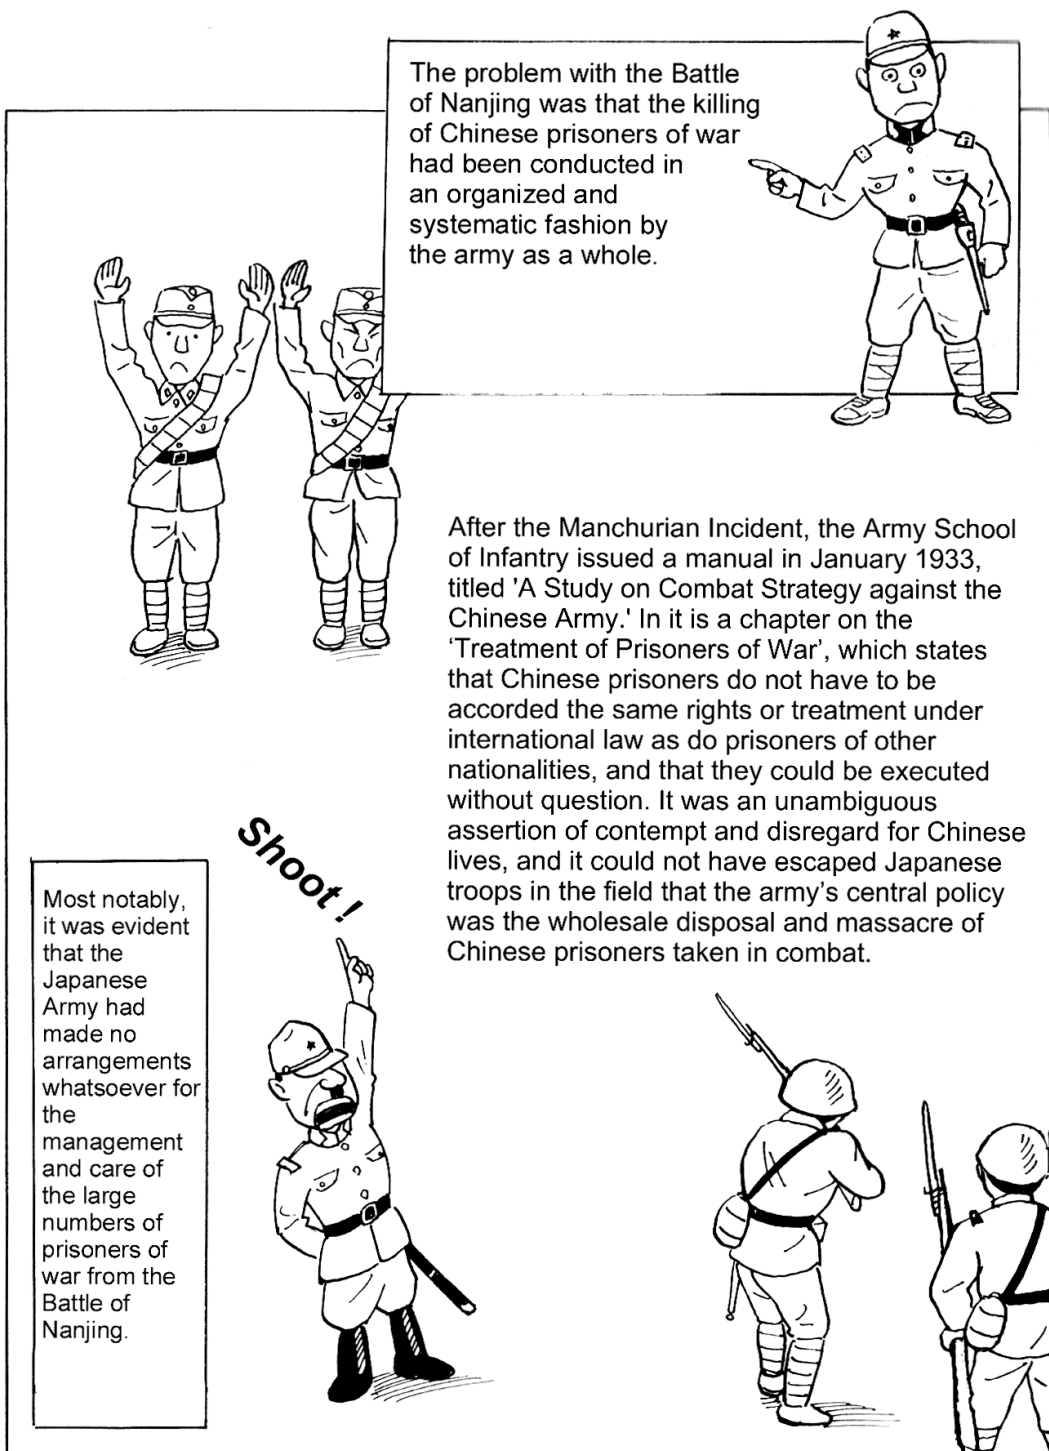 The problem with the Battle
of Nanjing was that the killing
of Chinese prisoners of war
had been conducted in
an organized and
systematic fashion by
the army as a whole.
After the Manchurian Incident, the Army School
of Infantry issued a manual in January 1933,
titled 'A Study on Combat Strategy against the
Chinese Army.' In it is a chapter on the
‘Treatment of Prisoners of War’, which states
that Chinese prisoners do not have to be
accorded the same rights or treatment under
international law as do prisoners of other
nationalities, and that they could be executed
without question. It was an unambiguous
assertion of contempt and disregard for Chinese
lives, and it could not have escaped Japanese
troops in the field that the army’s central policy
was the wholesale disposal and massacre of
Chinese prisoners taken in combat.
Shoot !
Most notably,
it was evident
that the
Japanese
Army had
made no
arrangements
whatsoever for
the
management
and care of
the large
numbers of
prisoners of
war from the
Battle of
Nanjing.